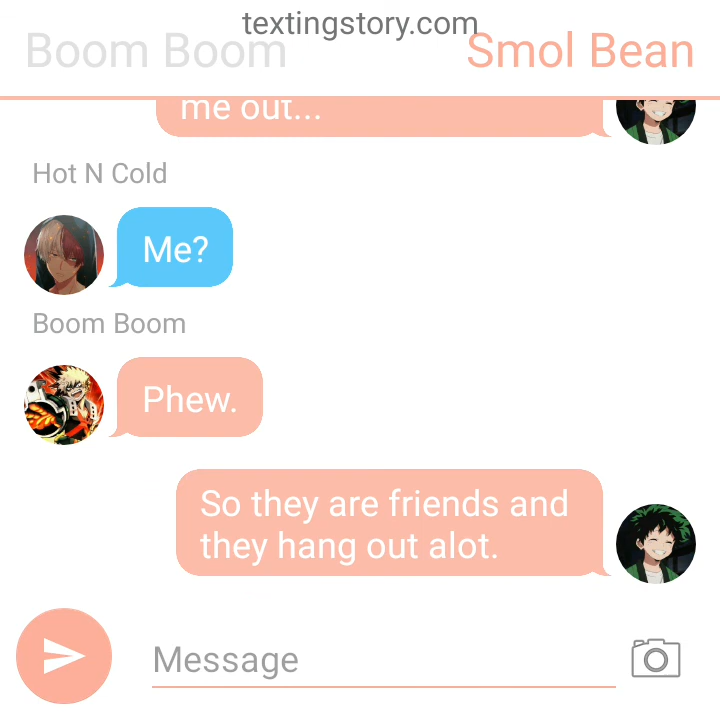 textingstory.com
Boom Boom
Smol Bean
me out...
Hot N Cold
Me?
Boom Boom
Phew.
So they are friends and
they hang out alot.
Message